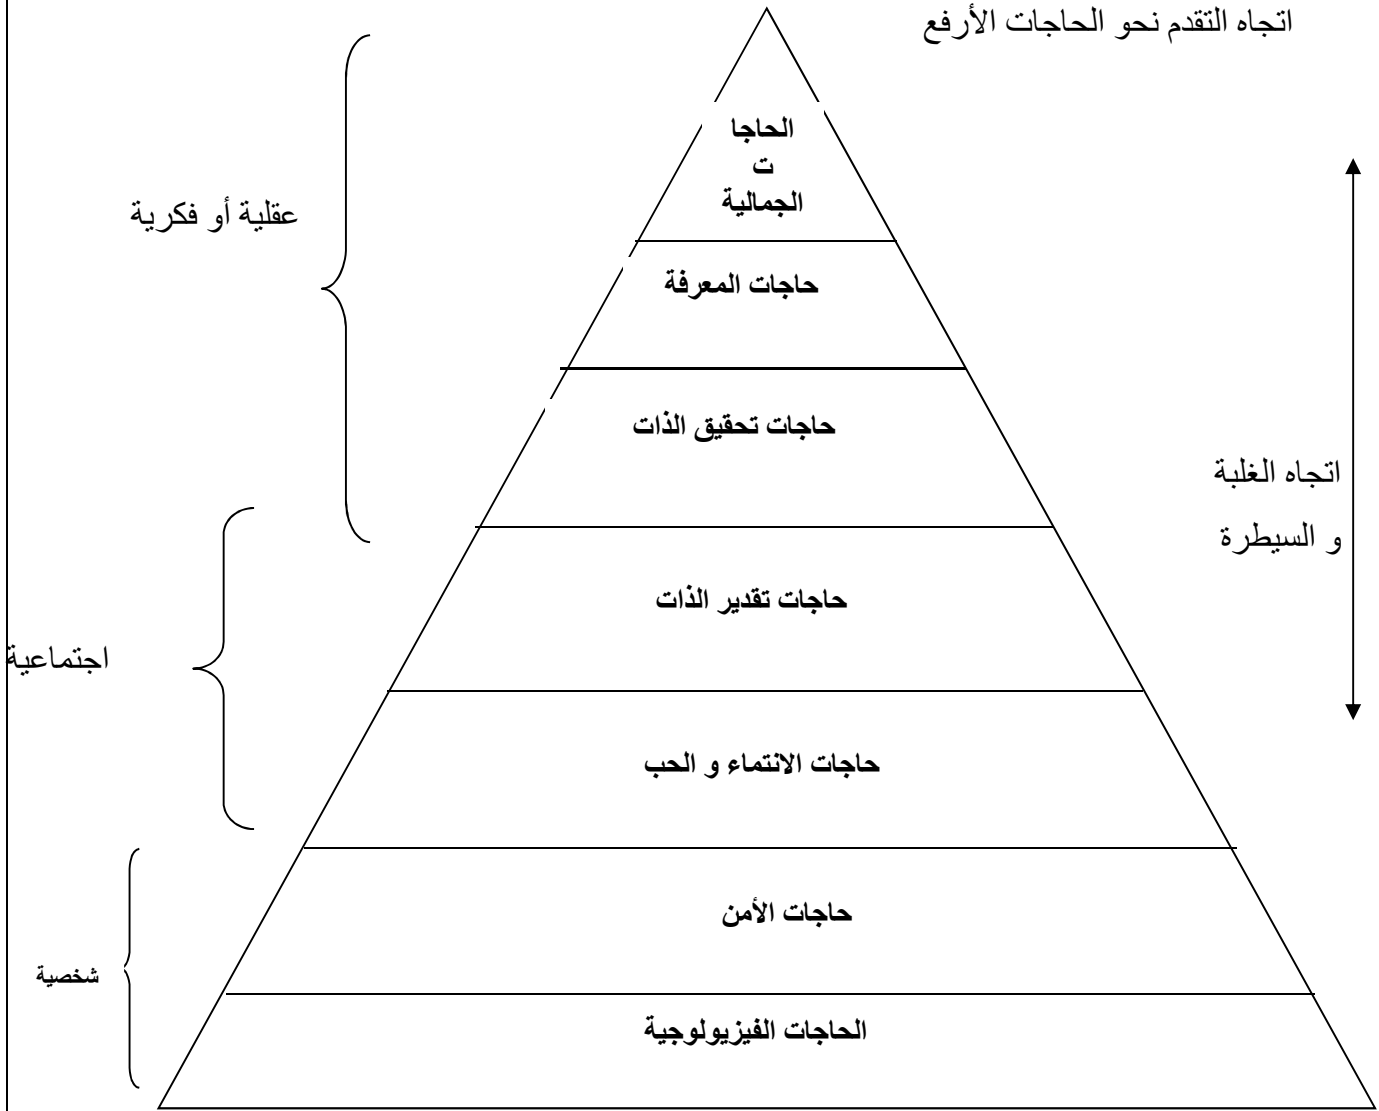 اتجاه التقدم نحو الحاجات الأرفع
الحاجا
ت
الجمالية
عقلية أو فكرية
حاجات المعرفة
حاجات تحقيق الذات
اتجاه الغلبة
و السيطرة
حاجات تقدير الذات
اجتماعية
حاجات الانتماء و الحب
حاجات الأمن
شخصية
الحاجات الفيزيولوجية